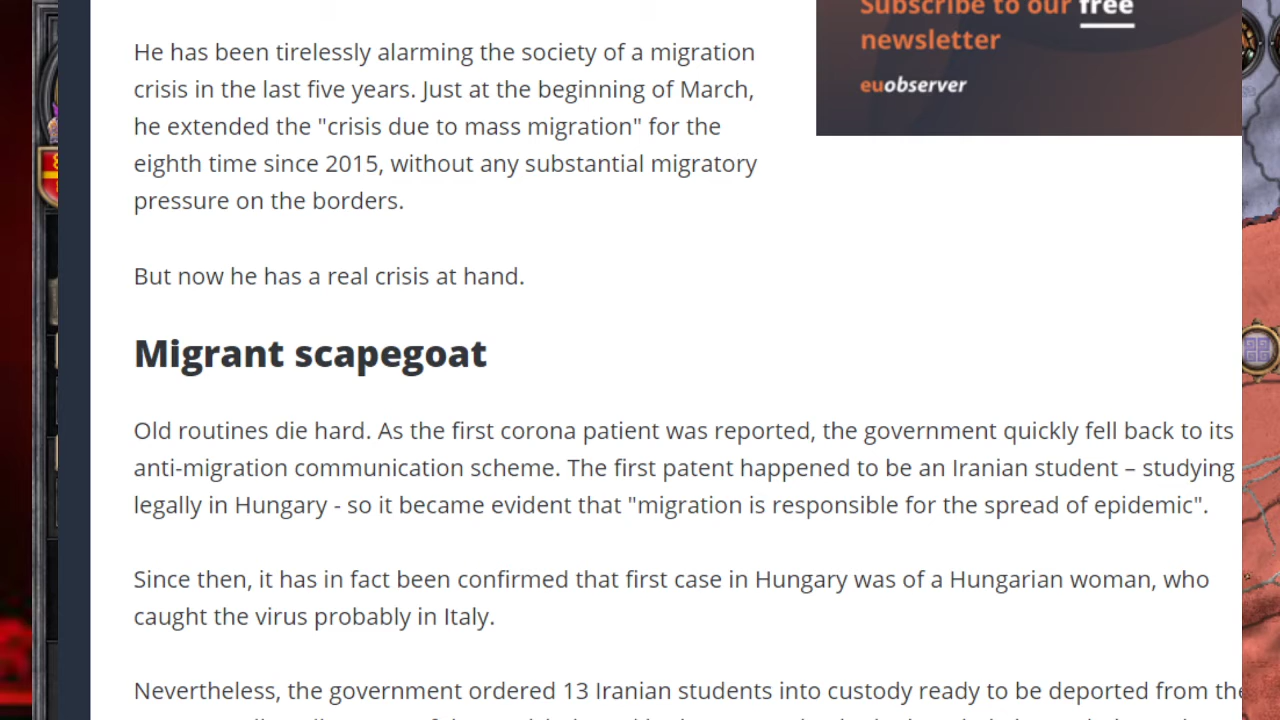 Subscribe to our free
newsletter
euobserver
He has been tirelessly alarming the society of a migration
crisis in the last five years. Just at the beginning of March,
he extended the "crisis due to mass migration" for the
eighth time since 2015, without any substantial migratory
pressure on the borders.
But now he has a real crisis at hand.
Migrant scapegoat
Old routines die hard. As the first corona patient was reported, the government quickly fell back to its
anti-migration communication scheme. The first patent happened to be an Iranian student – studying
legally in Hungary - so it became evident that "migration is responsible for the spread of epidemic".
Since then, it has in fact been confirmed that first case in Hungary was of a Hungarian woman, who
caught the virus probably in Italy.
Nevertheless, the government ordered 13 Iranian students into custody ready to be deported from the